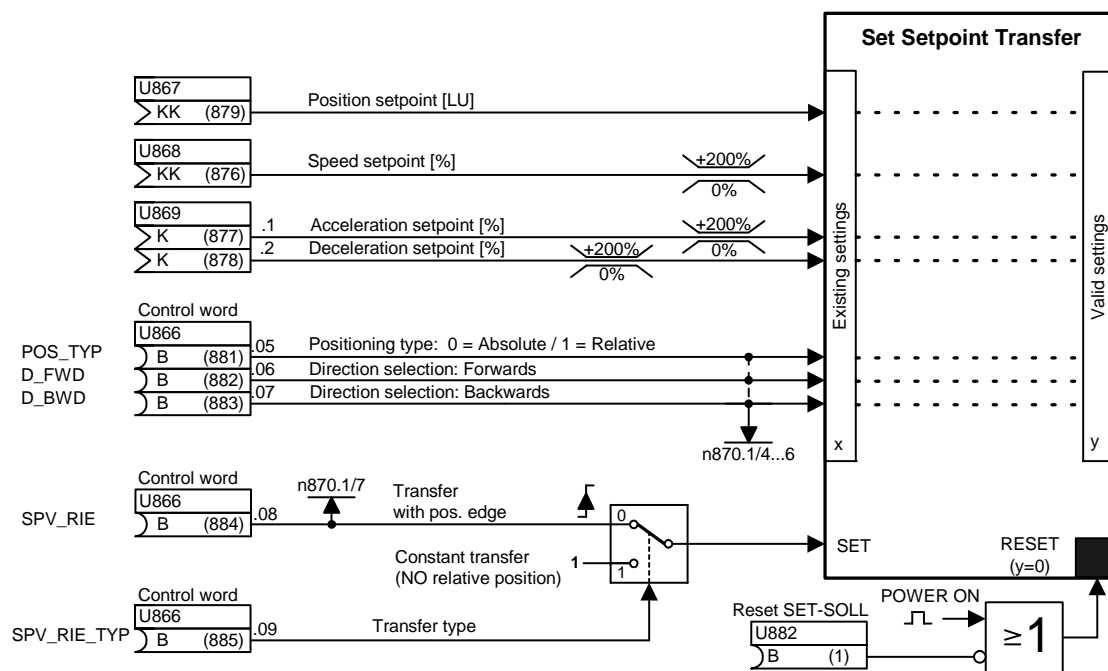 Set Setpoint Transfer
U867
KK (879)
Position setpoint [LU]
U868
KK (876)
Speed setpoint [%]
+200%
0%
U869
K (877)
.1 Acceleration setpoint [%]
+200%
0%
K (878)
.2 Deceleration setpoint [%]
+200%
0%
Existing settings
Valid settings
x
y
Control word
U866
POS_TYP
B (881)
.05 Positioning type: 0 = Absolute / 1 = Relative
D_FWD
B (882)
.06 Direction selection: Forwards
D_BWD
B (883)
.07 Direction selection: Backwards
n870.1/4...6
Control word
U866
SPV_RIE
B (884)
.08
n870.1/7
Transfer
with pos. edge
0
Constant transfer
(NO relative position)
1
1
SET
RESET
(y=0)
Control word
U866
SPV_RIE_TYP
B (885)
.09 Transfer type
POWER ON
Reset SET-SOLL
U882
B (1)
≥1